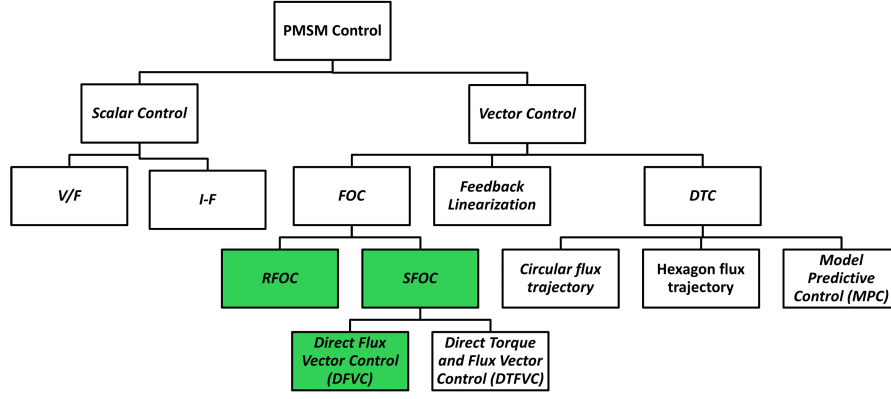 PMSM Control
Scalar Control
Vector Control
V/F
I-F
FOC
Feedback
Linearization
DTC
RFOC
SFOC
Circular flux
trajectory
Hexagon flux
trajectory
Model
Predictive
Control (MPC)
Direct Flux
Vector Control
(DFVC)
Direct Torque
and Flux Vector
Control (DTFVC)